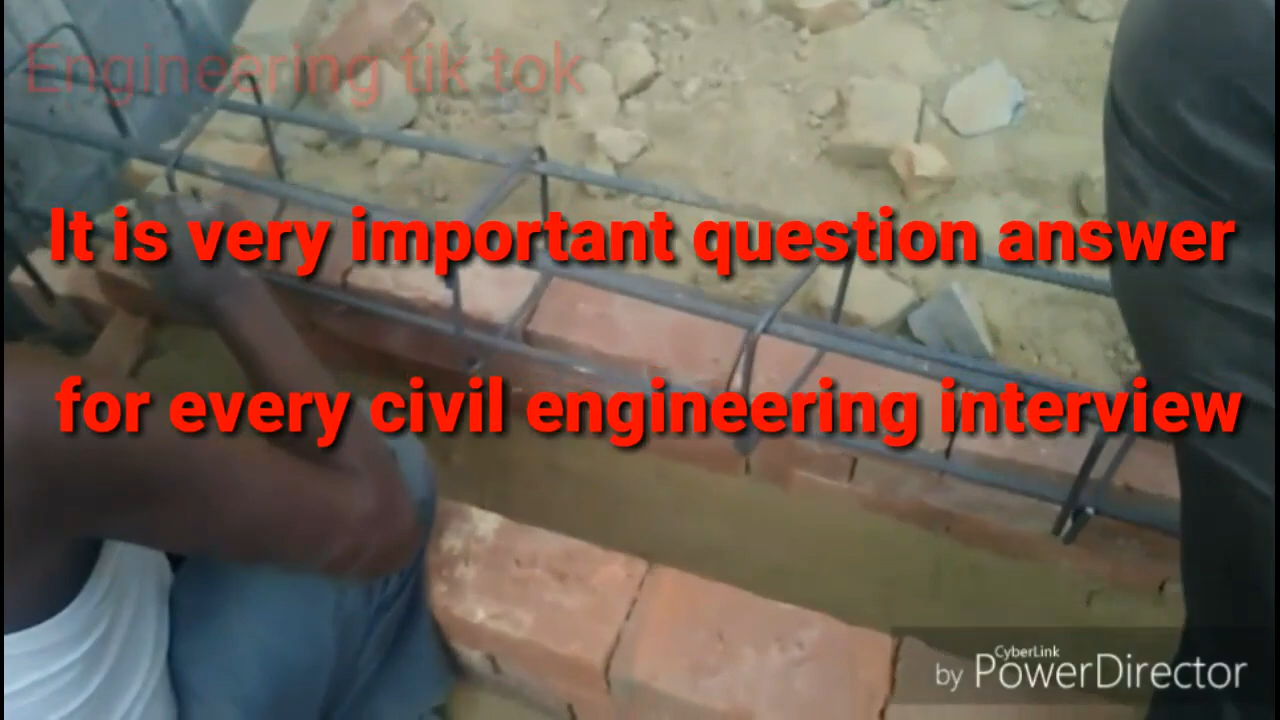 Engineering tik tok
It is very important question answer
for every civil engineering interview
CyberLink
by PowerDirector